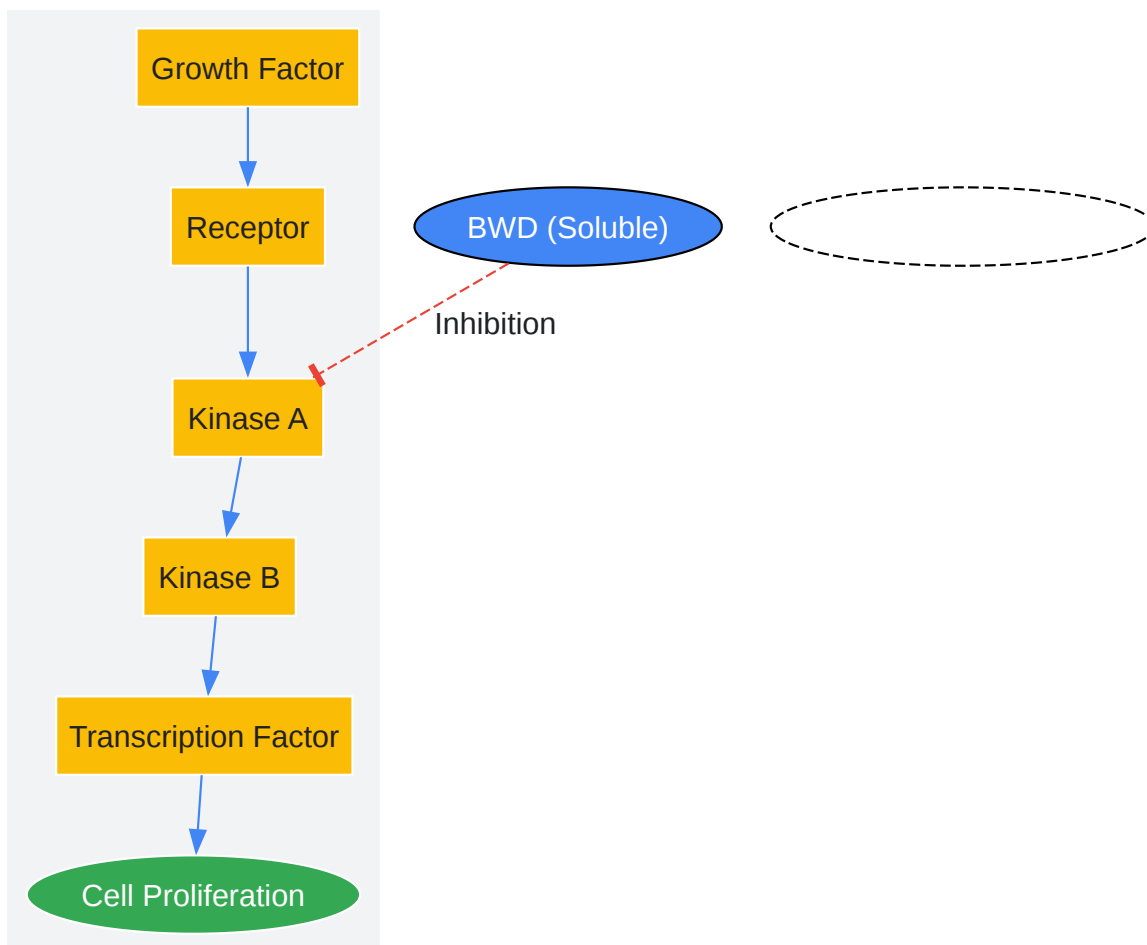 Growth Factor
Receptor
BWD (Soluble)
Inhibition
Kinase A
Kinase B
Transcription Factor
Cell Proliferation